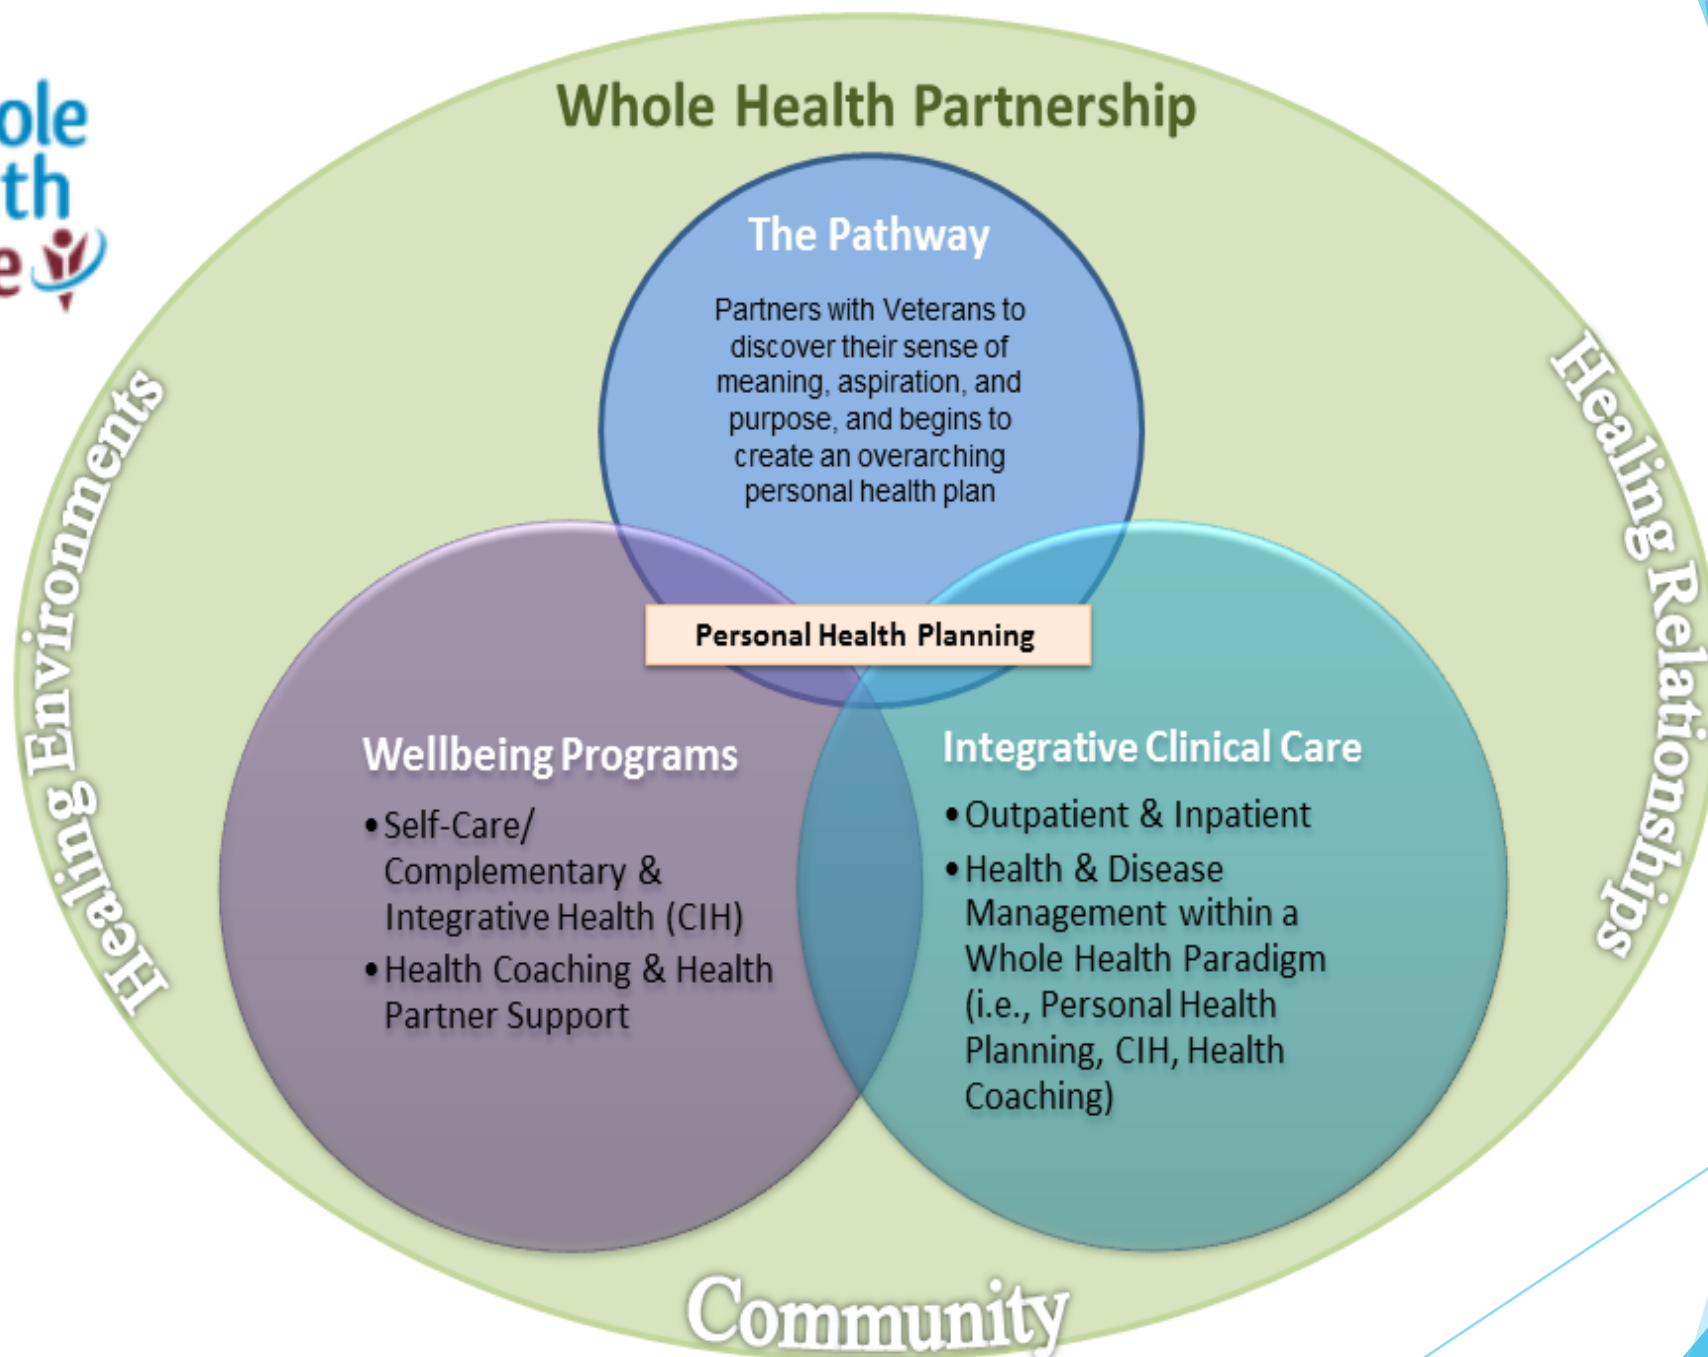 ole
th
e
Whole Health Partnership
The Pathway
Partners with Veterans to
discover their sense of
meaning, aspiration, and
purpose, and begins to
create an overarching
personal health plan
Personal Health Planning
Wellbeing Programs
•Self-Care/
Complementary &
Integrative Health (CIH)
•Health Coaching & Health
Partner Support
Integrative Clinical Care
•Outpatient & Inpatient
•Health & Disease
Management within a
Whole Health Paradigm
(i.e., Personal Health
Planning, CIH, Health
Coaching)
Healing Environments
Healing Relationships
Community